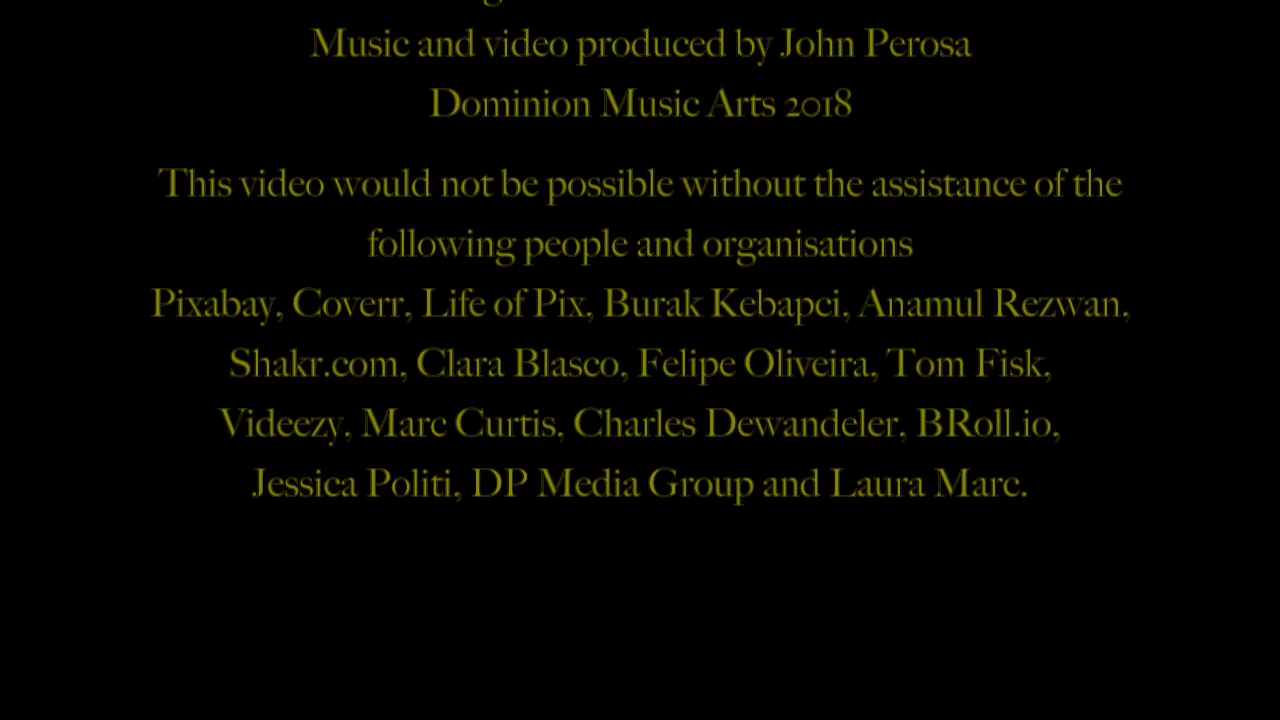 Music and video produced by John Perosa
Dominion Music Arts 2018
This video would not be possible without the assistance of the
following people and organisations
Pixabay, Coverr, Life of Pix, Burak Kebapci, Anamul Rezwan,
Shakr.com, Clara Blasco, Felipe Oliveira, Tom Fisk,
Videezy, Marc Curtis, Charles Dewandeler, BRoll.io,
Jessica Politi, DP Media Group and Laura Marc.